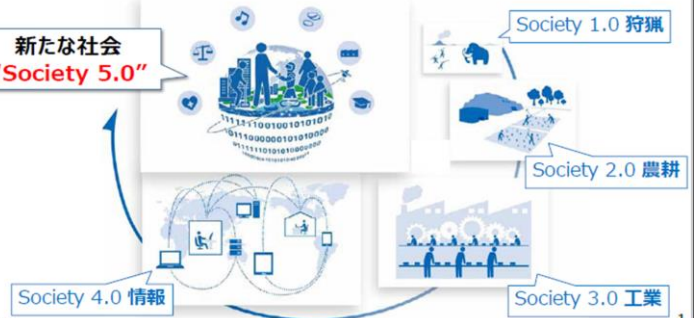 新たな社会
"Society 5.0"
Society 1.0 狩猟
Society 2.0 農耕
Society 3.0 工業
Society 4.0 情報